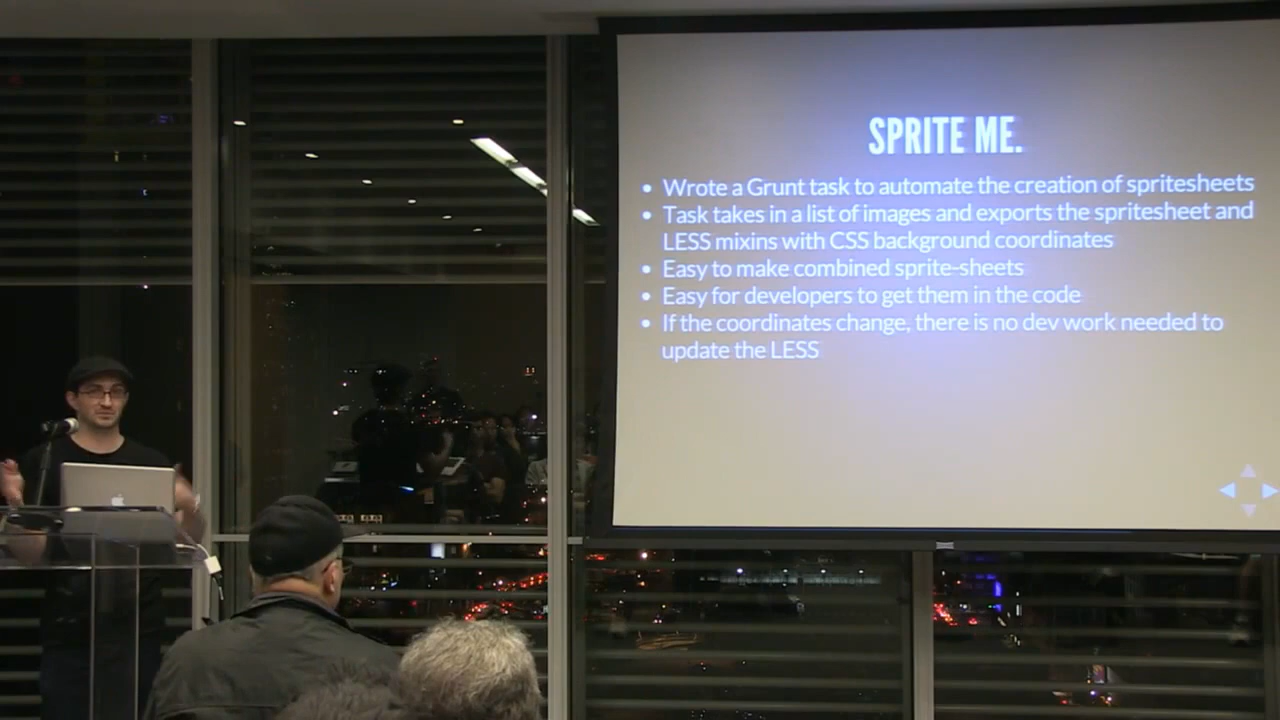 SPRITE ME.
• Wrote a Grunt task to automate the creation of spritesheets
• Task takes in a list of images and exports the spritesheet and
LESS mixins with CSS background coordinates
• Easy to make combined sprite-sheets
• Easy for developers to get them in the code
• If the coordinates change, there is no dev work needed to
update the LESS